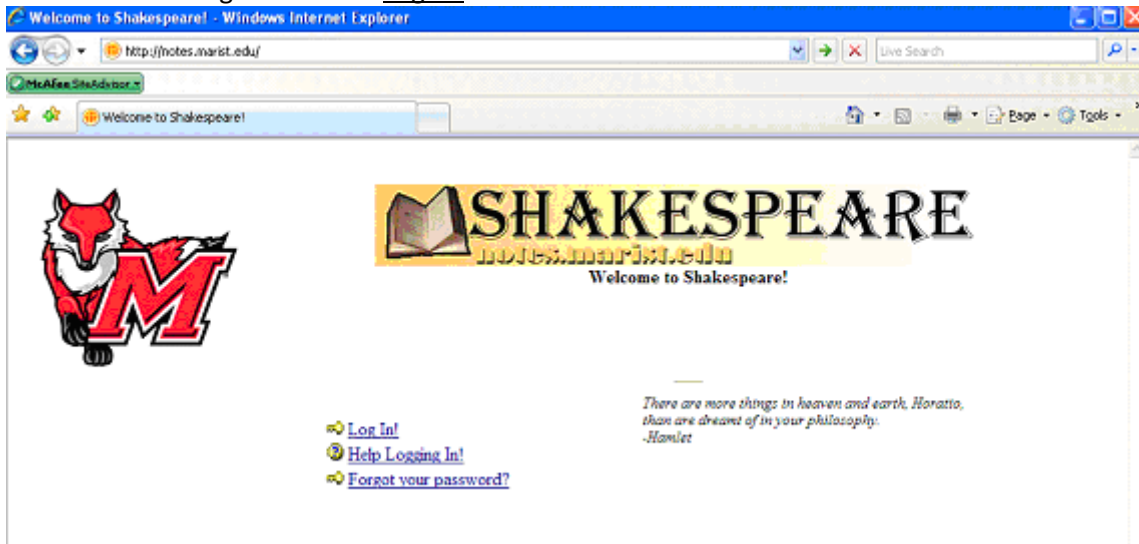 Welcome to Shakespeare! - Windows Internet Explorer
http://notes.marist.edu/
Live Search
McAfee SiteAdvisor
Welcome to Shakespeare!
Page
Tools
SHAKESPEARE
notes.marist.edu
Welcome to Shakespeare!
M
There are more things in heaven and earth, Horatio,
than are dreamt of in your philosophy.
-Hamlet
Log In!
Help Logging In!
Forgot your password?